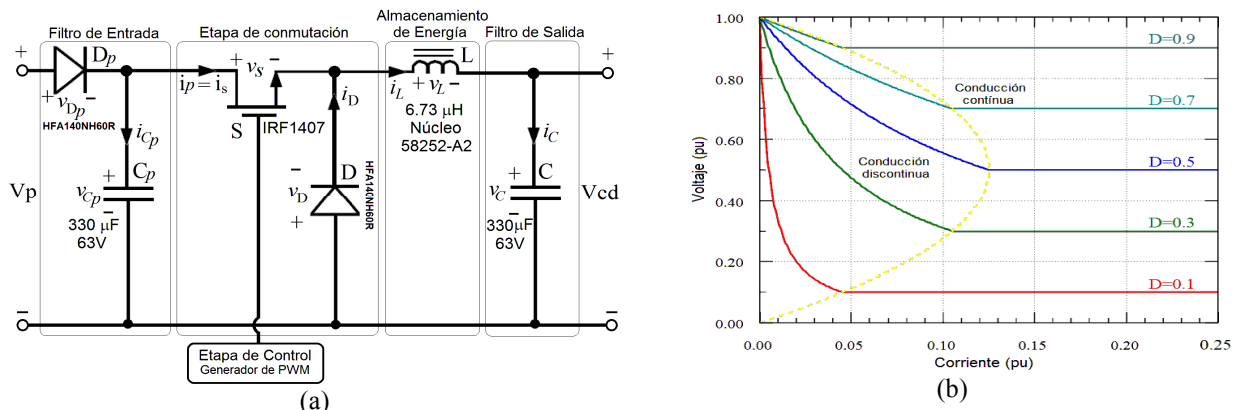 Filtro de Entrada
Etapa de conmutación
Almacenamiento
de Energía
Filtro de Salida
+
Dp
+ vDp −
HFA140NH60R
ip = is
+ vS −
S
IRF1407
iD
iL
+ vL −
L
6.73 µH
Núcleo
58252-A2
+
iCp
iC
Vp
+
Cp
vCp
−
330 µF
63V
−
vD
+
D
HFA140NH60R
+
C
vC
−
330µF
63V
Vcd
−
−
Etapa de Control
Generador de PWM
(a)
Voltaje (pu)
1.00
0.80
0.60
0.40
0.20
0.00
D=0.9
Conducción
contínua
D=0.7
Conducción
discontinua
D=0.5
D=0.3
D=0.1
0.00 0.05 0.10 0.15 0.20 0.25
Corriente (pu)
(b)